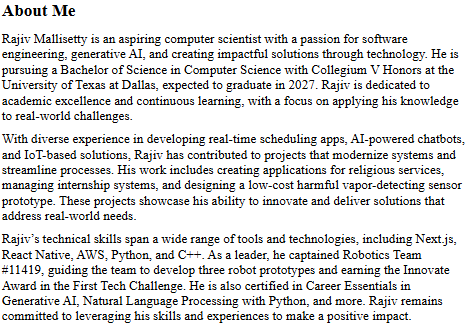 About Me
Rajiv Mallisetty is an aspiring computer scientist with a passion for software
engineering, generative AI, and creating impactful solutions through technology. He is
pursuing a Bachelor of Science in Computer Science with Collegium V Honors at the
University of Texas at Dallas, expected to graduate in 2027. Rajiv is dedicated to
academic excellence and continuous learning, with a focus on applying his knowledge
to real-world challenges.
With diverse experience in developing real-time scheduling apps, AI-powered chatbots,
and IoT-based solutions, Rajiv has contributed to projects that modernize systems and
streamline processes. His work includes creating applications for religious services,
managing internship systems, and designing a low-cost harmful vapor-detecting sensor
prototype. These projects showcase his ability to innovate and deliver solutions that
address real-world needs.
Rajiv’s technical skills span a wide range of tools and technologies, including Next.js,
React Native, AWS, Python, and C++. As a leader, he captained Robotics Team
#11419, guiding the team to develop three robot prototypes and earning the Innovate
Award in the First Tech Challenge. He is also certified in Career Essentials in
Generative AI, Natural Language Processing with Python, and more. Rajiv remains
committed to leveraging his skills and experiences to make a positive impact.